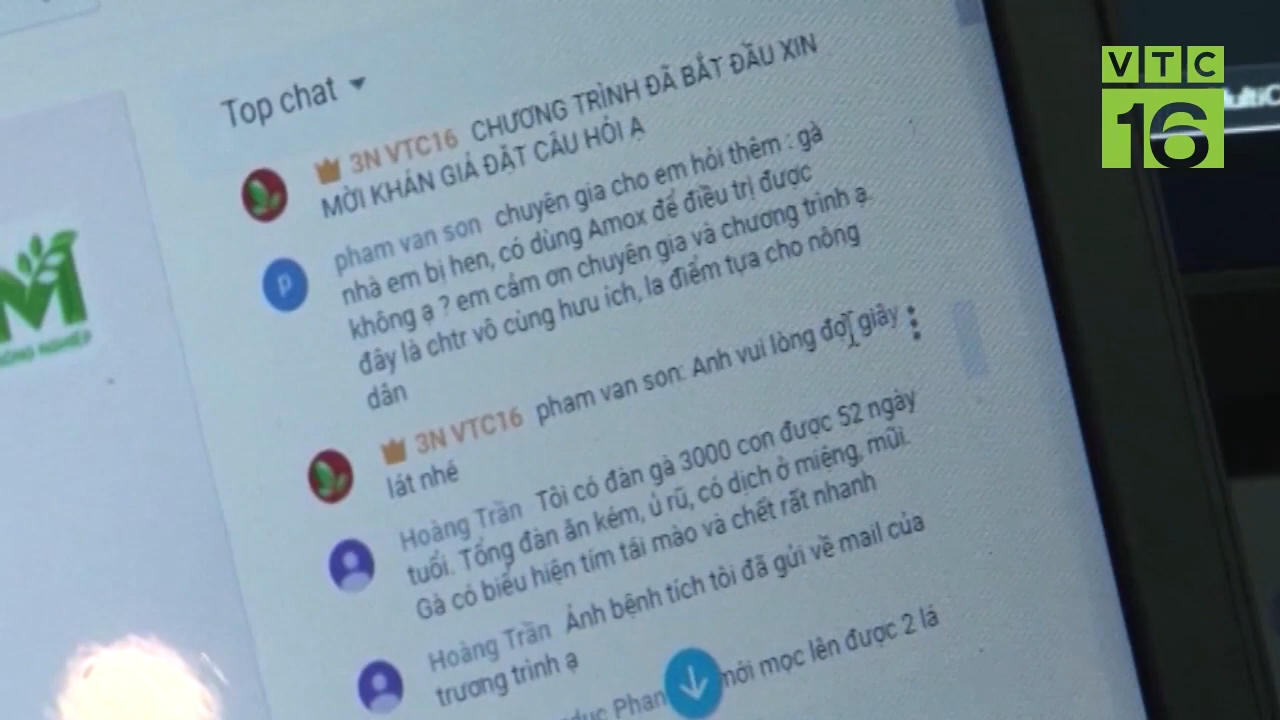 VTC
16
Top chat
3N VTC16 CHƯƠNG TRÌNH ĐÃ BẮT ĐẦU XIN
MỜI KHÁN GIẢ ĐẶT CÂU HỎI Ạ
p
pham van son chuyên gia cho em hỏi thêm : gà
nhà em bị hen, có dùng Amox để điều trị được
không ạ ? em cảm ơn chuyên gia và chương trình ạ.
đây là chtr vô cùng hưu ich, la điểm tựa cho nông
dân
3N VTC16 pham van son: Anh vui lòng đợi giây
lát nhé
Hoàng Trần Tôi có đàn gà 3000 con được 52 ngày
tuổi. Tổng đàn ăn kém, ủ rũ, có dịch ở miệng, mũi.
Gà có biểu hiện tím tái mào và chết rất nhanh
Hoàng Trần Ảnh bệnh tích tôi đã gửi về mail của
trương trình ạ
Phan mới mọc lên được 2 lá